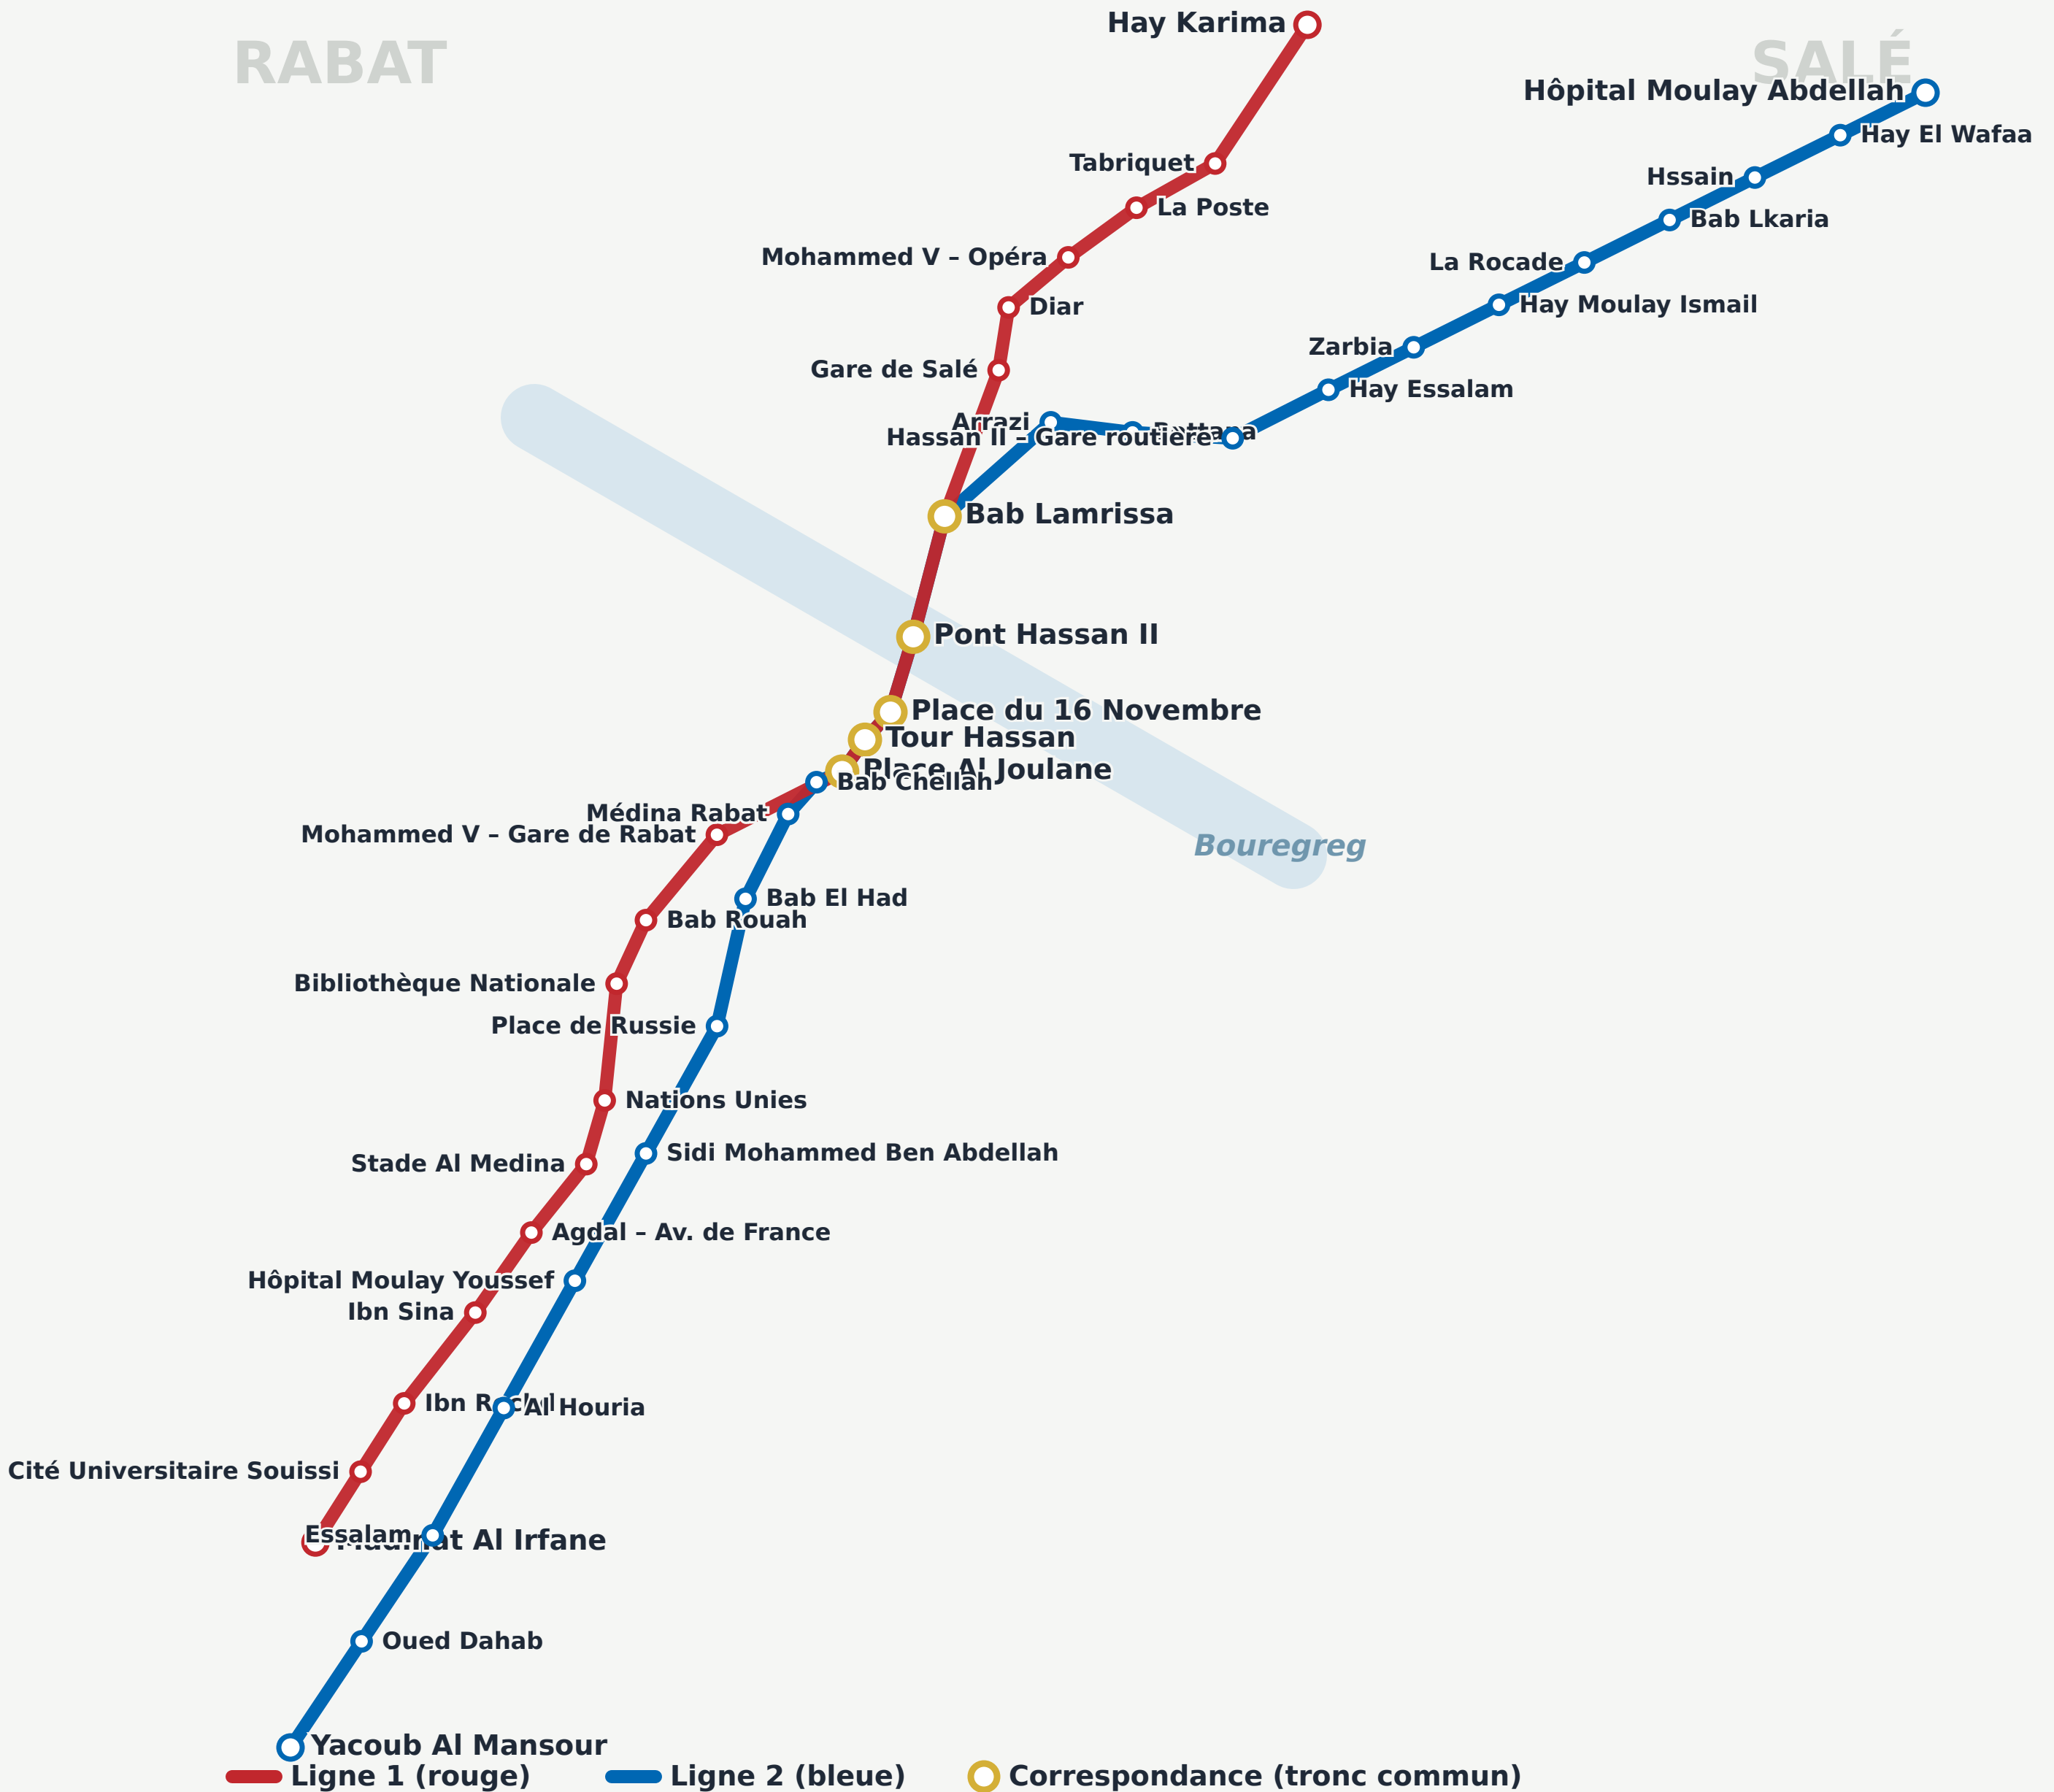 Hay Karima
RABAT
SALÉ
Hôpital Moulay Abdellah
Hay El Wafaa
Tabriquet
Hssain
La Poste
Bab Lkaria
Mohammed V – Opéra
La Rocade
Diar
Hay Moulay Ismail
Zarbia
Gare de Salé
Hay Essalam
Arrazi
Bettana
Hassan II – Gare routière
Bab Lamrissa
Pont Hassan II
Place du 16 Novembre
Tour Hassan
Place Al Joulane
Bab Chellah
Médina Rabat
Mohammed V – Gare de Rabat
Bouregreg
Bab El Had
Bab Rouah
Bibliothèque Nationale
Place de Russie
Nations Unies
Sidi Mohammed Ben Abdellah
Stade Al Medina
Agdal – Av. de France
Hôpital Moulay Youssef
Ibn Sina
Ibn Rochd
Al Houria
Cité Universitaire Souissi
Essalam
Madinat Al Irfane
Oued Dahab
Yacoub Al Mansour
Ligne 1 (rouge)
Ligne 2 (bleue)
Correspondance (tronc commun)